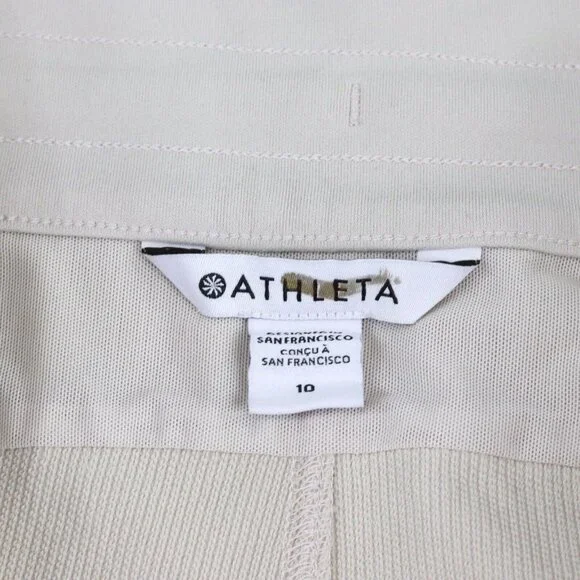 ATHLETA
SAN FRANCISCO
CONÇU À
SAN FRANCISCO
10